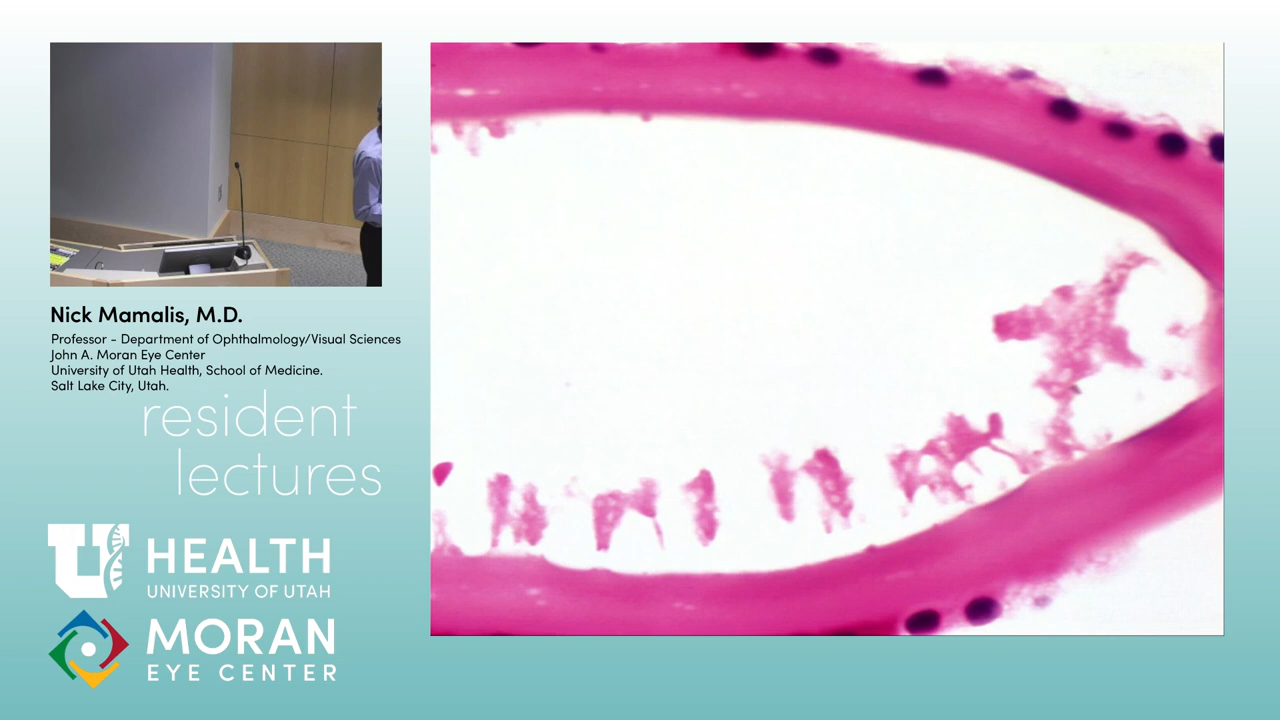 Nick Mamalis, M.D.
Professor - Department of Ophthalmology/Visual Sciences
John A. Moran Eye Center
University of Utah Health, School of Medicine.
Salt Lake City, Utah.
resident
lectures
U HEALTH
UNIVERSITY OF UTAH
MORAN
EYE CENTER